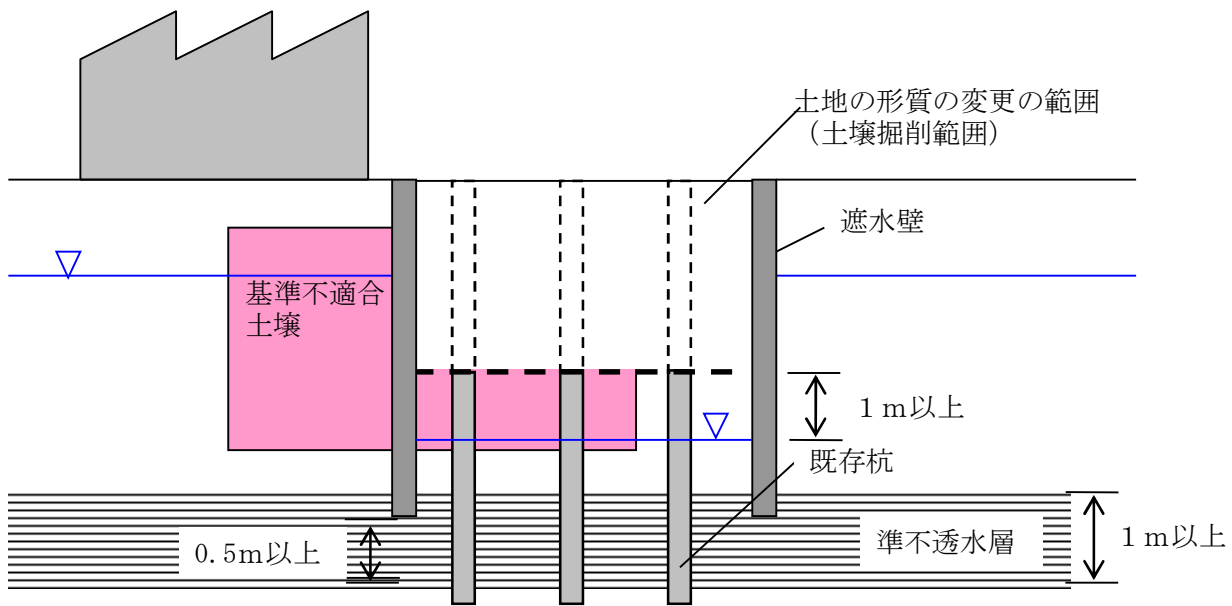 土地の形質の変更の範囲
（土壌掘削範囲）
遮水壁
基準不適合
土壌
１ｍ以上
既存杭
0.5m以上
準不透水層
１ｍ以上